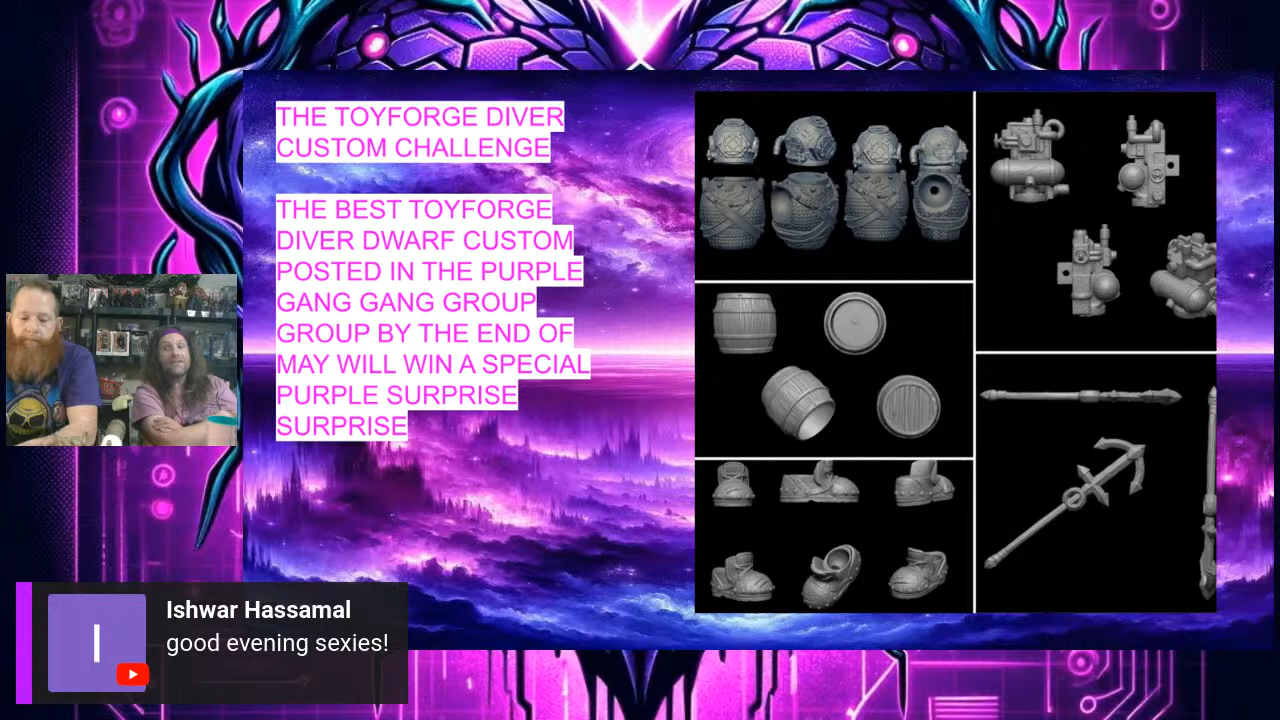 THE TOYFORGE DIVER
CUSTOM CHALLENGE
THE BEST TOYFORGE
DIVER DWARF CUSTOM
POSTED IN THE PURPLE
GANG GANG GROUP
GROUP BY THE END OF
MAY WILL WIN A SPECIAL
PURPLE SURPRISE
SURPRISE
I
Ishwar Hassamal
good evening sexies!